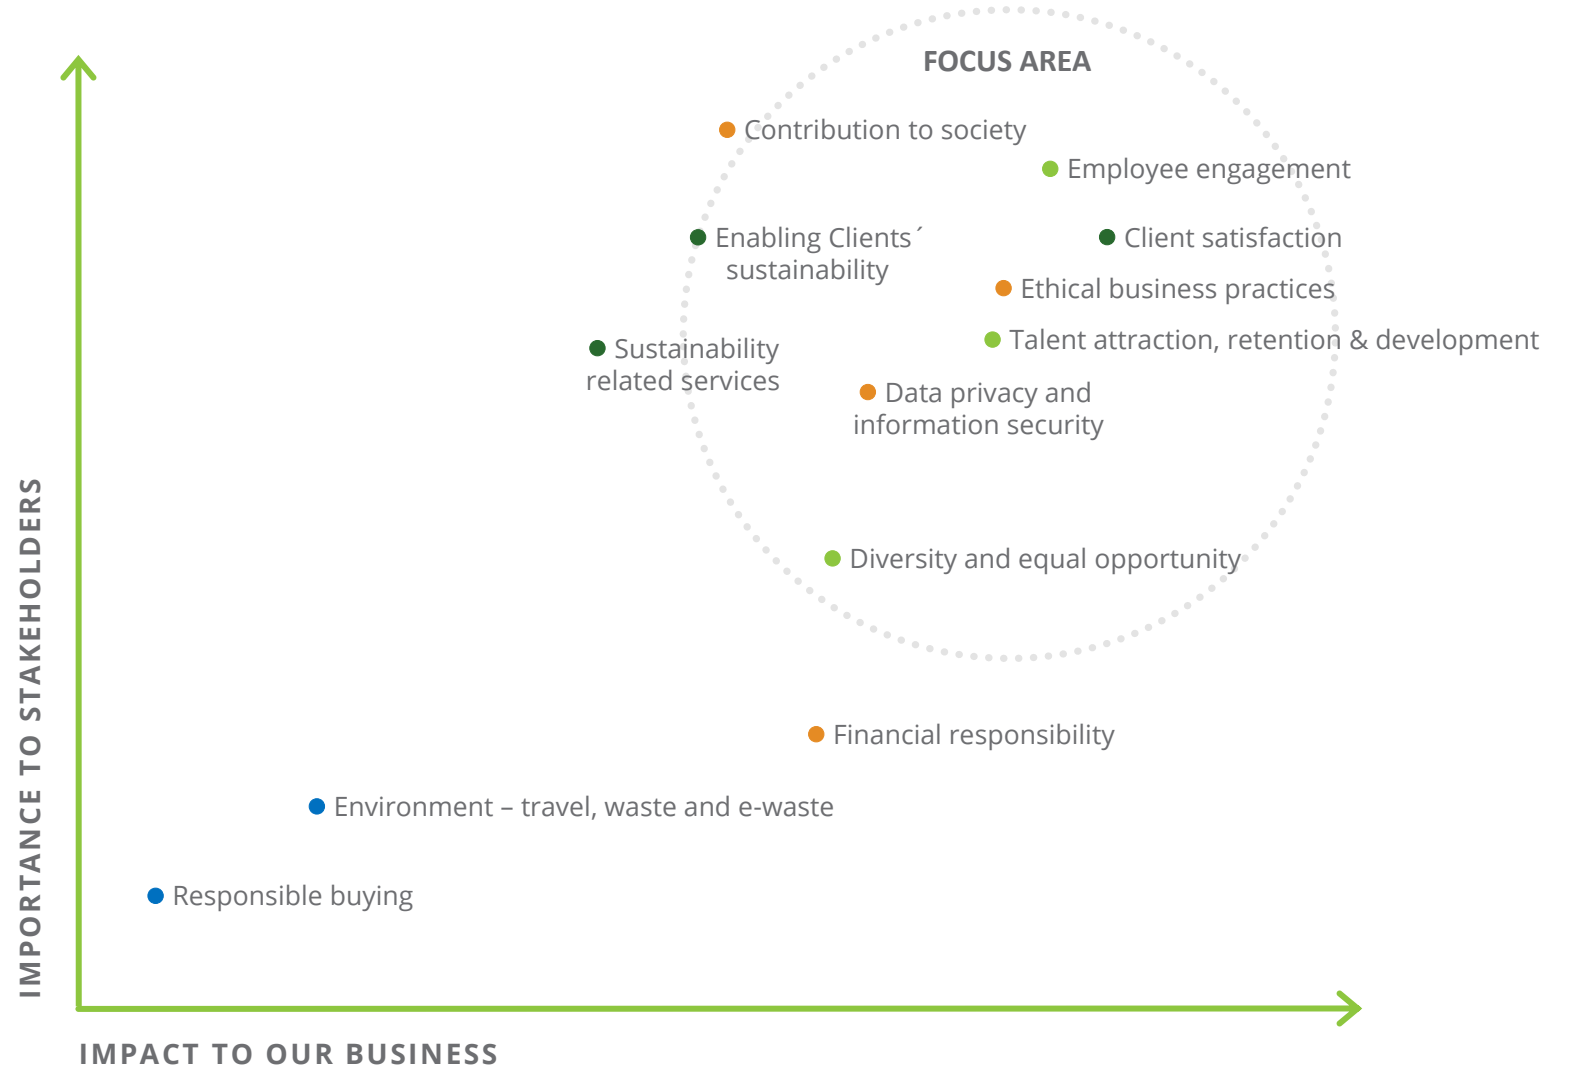 FOCUS AREA
Contribution to society
Employee engagement
Enabling Clients´
sustainability
Client satisfaction
Ethical business practices
Talent attraction, retention & development
Sustainability
related services
Data privacy and
information security
Diversity and equal opportunity
Financial responsibility
Environment – travel, waste and e-waste
Responsible buying
IMPORTANCE TO STAKEHOLDERS
IMPACT TO OUR BUSINESS